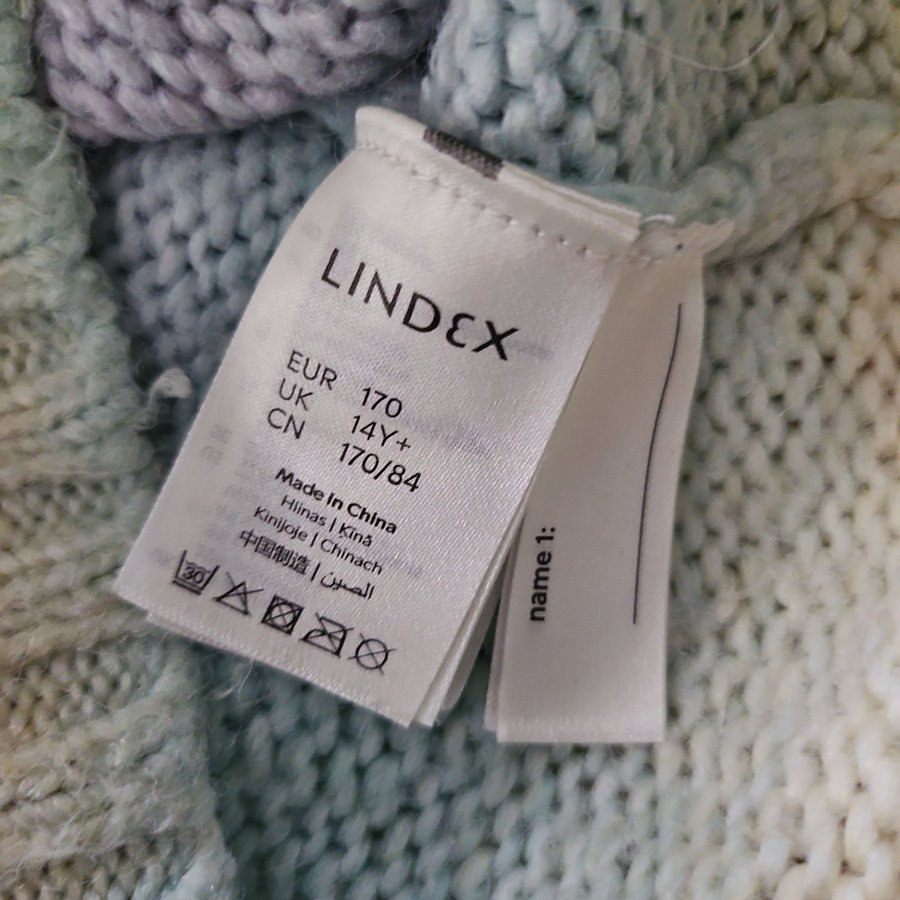 LINDEX
EUR 170
UK 14Y+
CN 170/84
Made in China
Hiinas | Ķīnā
Kinijoje | Chinach
中国制造 | الصين
30
name 1: